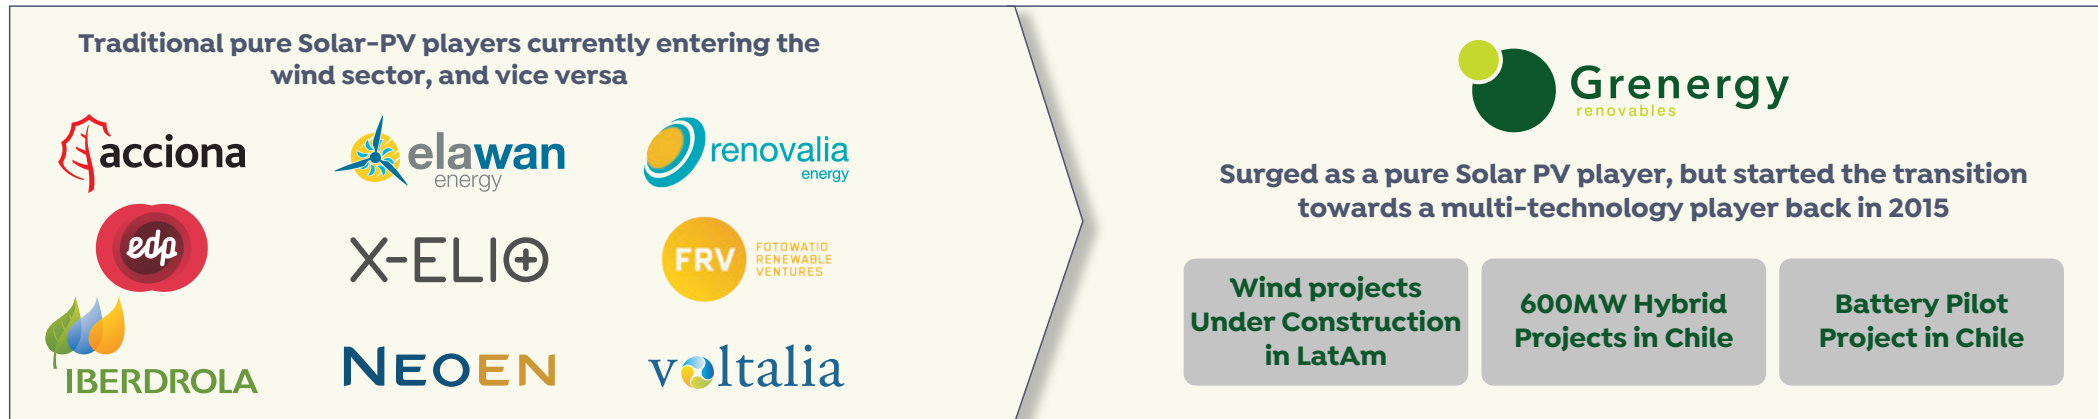 Traditional pure Solar-PV players currently entering the
wind sector, and vice versa
acciona
elawan
energy
renovalia
energy
edp
X-ELIO
FRV
FOTOWATIO
RENEWABLE
VENTURES
IBERDROLA
NEOEN
voltalia
Grenergy
renovables
Surged as a pure Solar PV player, but started the transition
towards a multi-technology player back in 2015
Wind projects
Under Construction
in LatAm
600MW Hybrid
Projects in Chile
Battery Pilot
Project in Chile